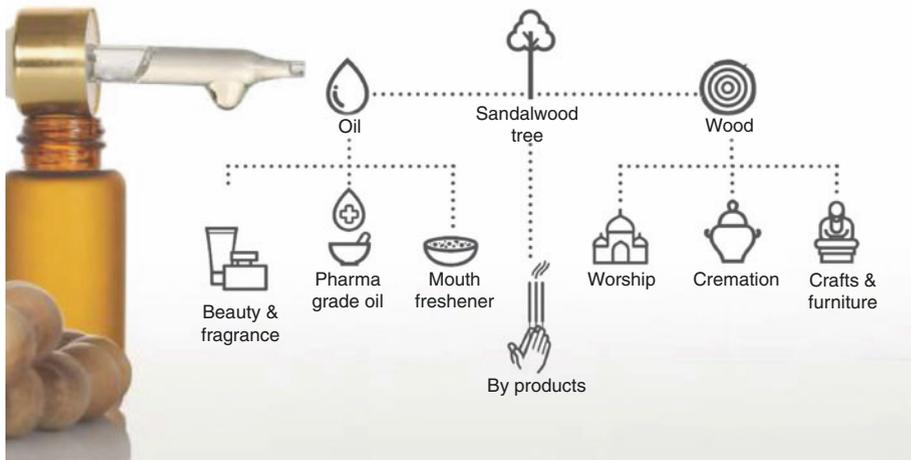 Sandalwood
tree
Oil
Wood
Beauty &
fragrance
Pharma
grade oil
Mouth
freshener
By products
Worship
Cremation
Crafts &
furniture